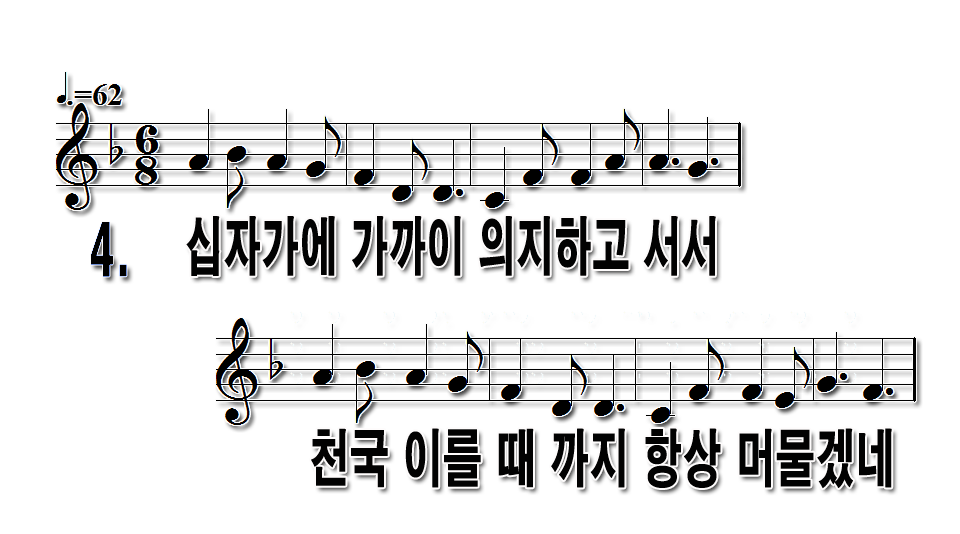 ♩.=62
6
8
4. 십자가에 가까이 의지하고 서서
천국 이를 때 까지 항상 머물겠네